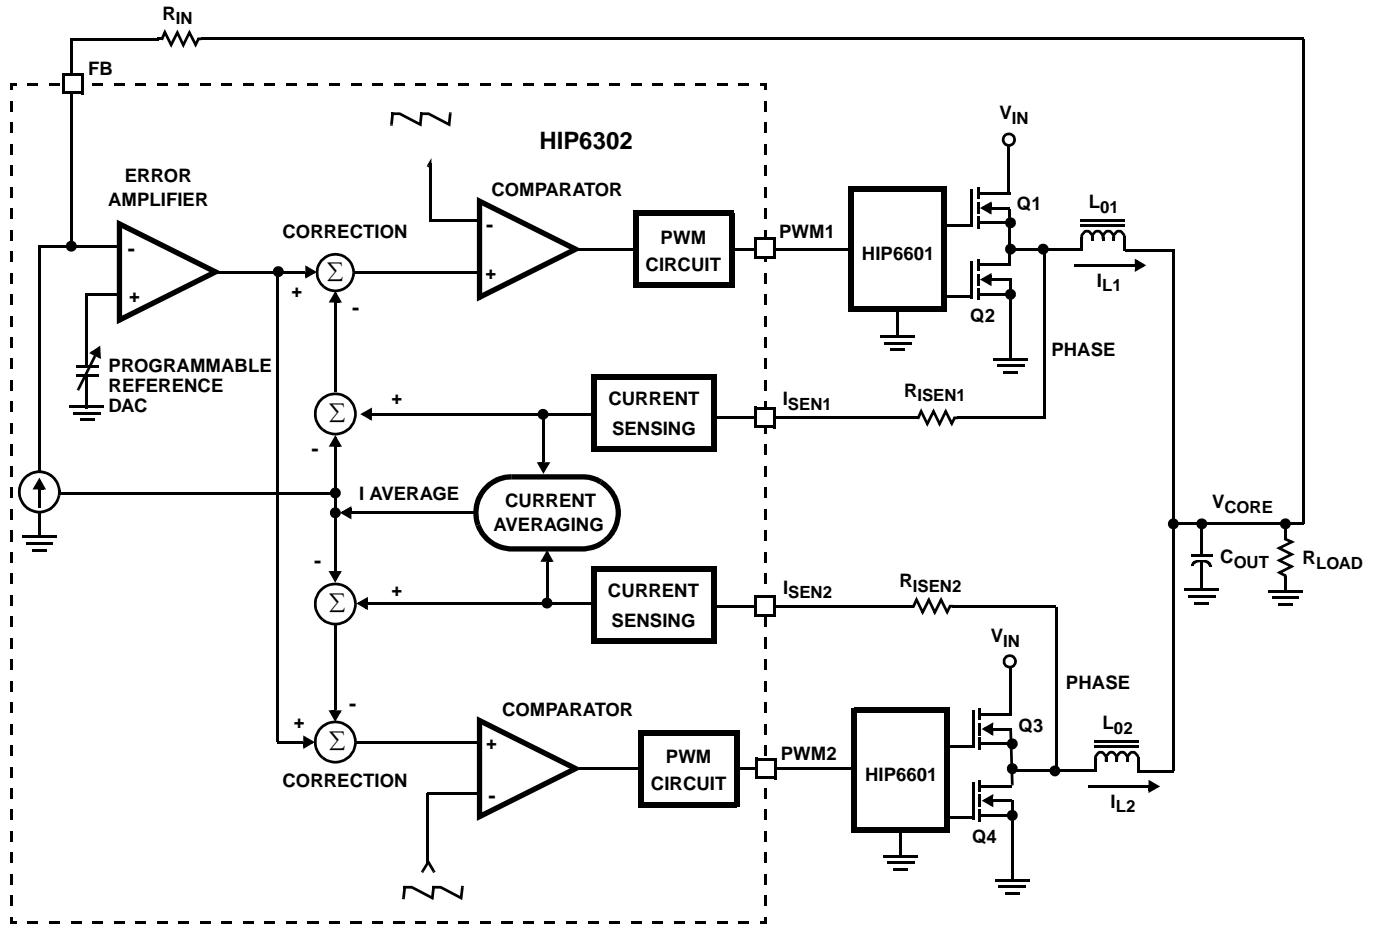 RIN
FB
HIP6302
VIN
ERROR
AMPLIFIER
COMPARATOR
L01
Q1
CORRECTION
-
-
PWM
CIRCUIT
PWM1
HIP6601
+
Σ
+
+
IL1
-
Q2
PHASE
PROGRAMMABLE
REFERENCE
DAC
CURRENT
SENSING
ISEN1
RISEN1
+
Σ
-
I AVERAGE
CURRENT
AVERAGING
VCORE
COUT
RLOAD
-
+
Σ
CURRENT
SENSING
ISEN2
RISEN2
VIN
PHASE
-
+
COMPARATOR
Q3
L02
Σ
CORRECTION
+
-
PWM
CIRCUIT
PWM2
HIP6601
IL2
Q4